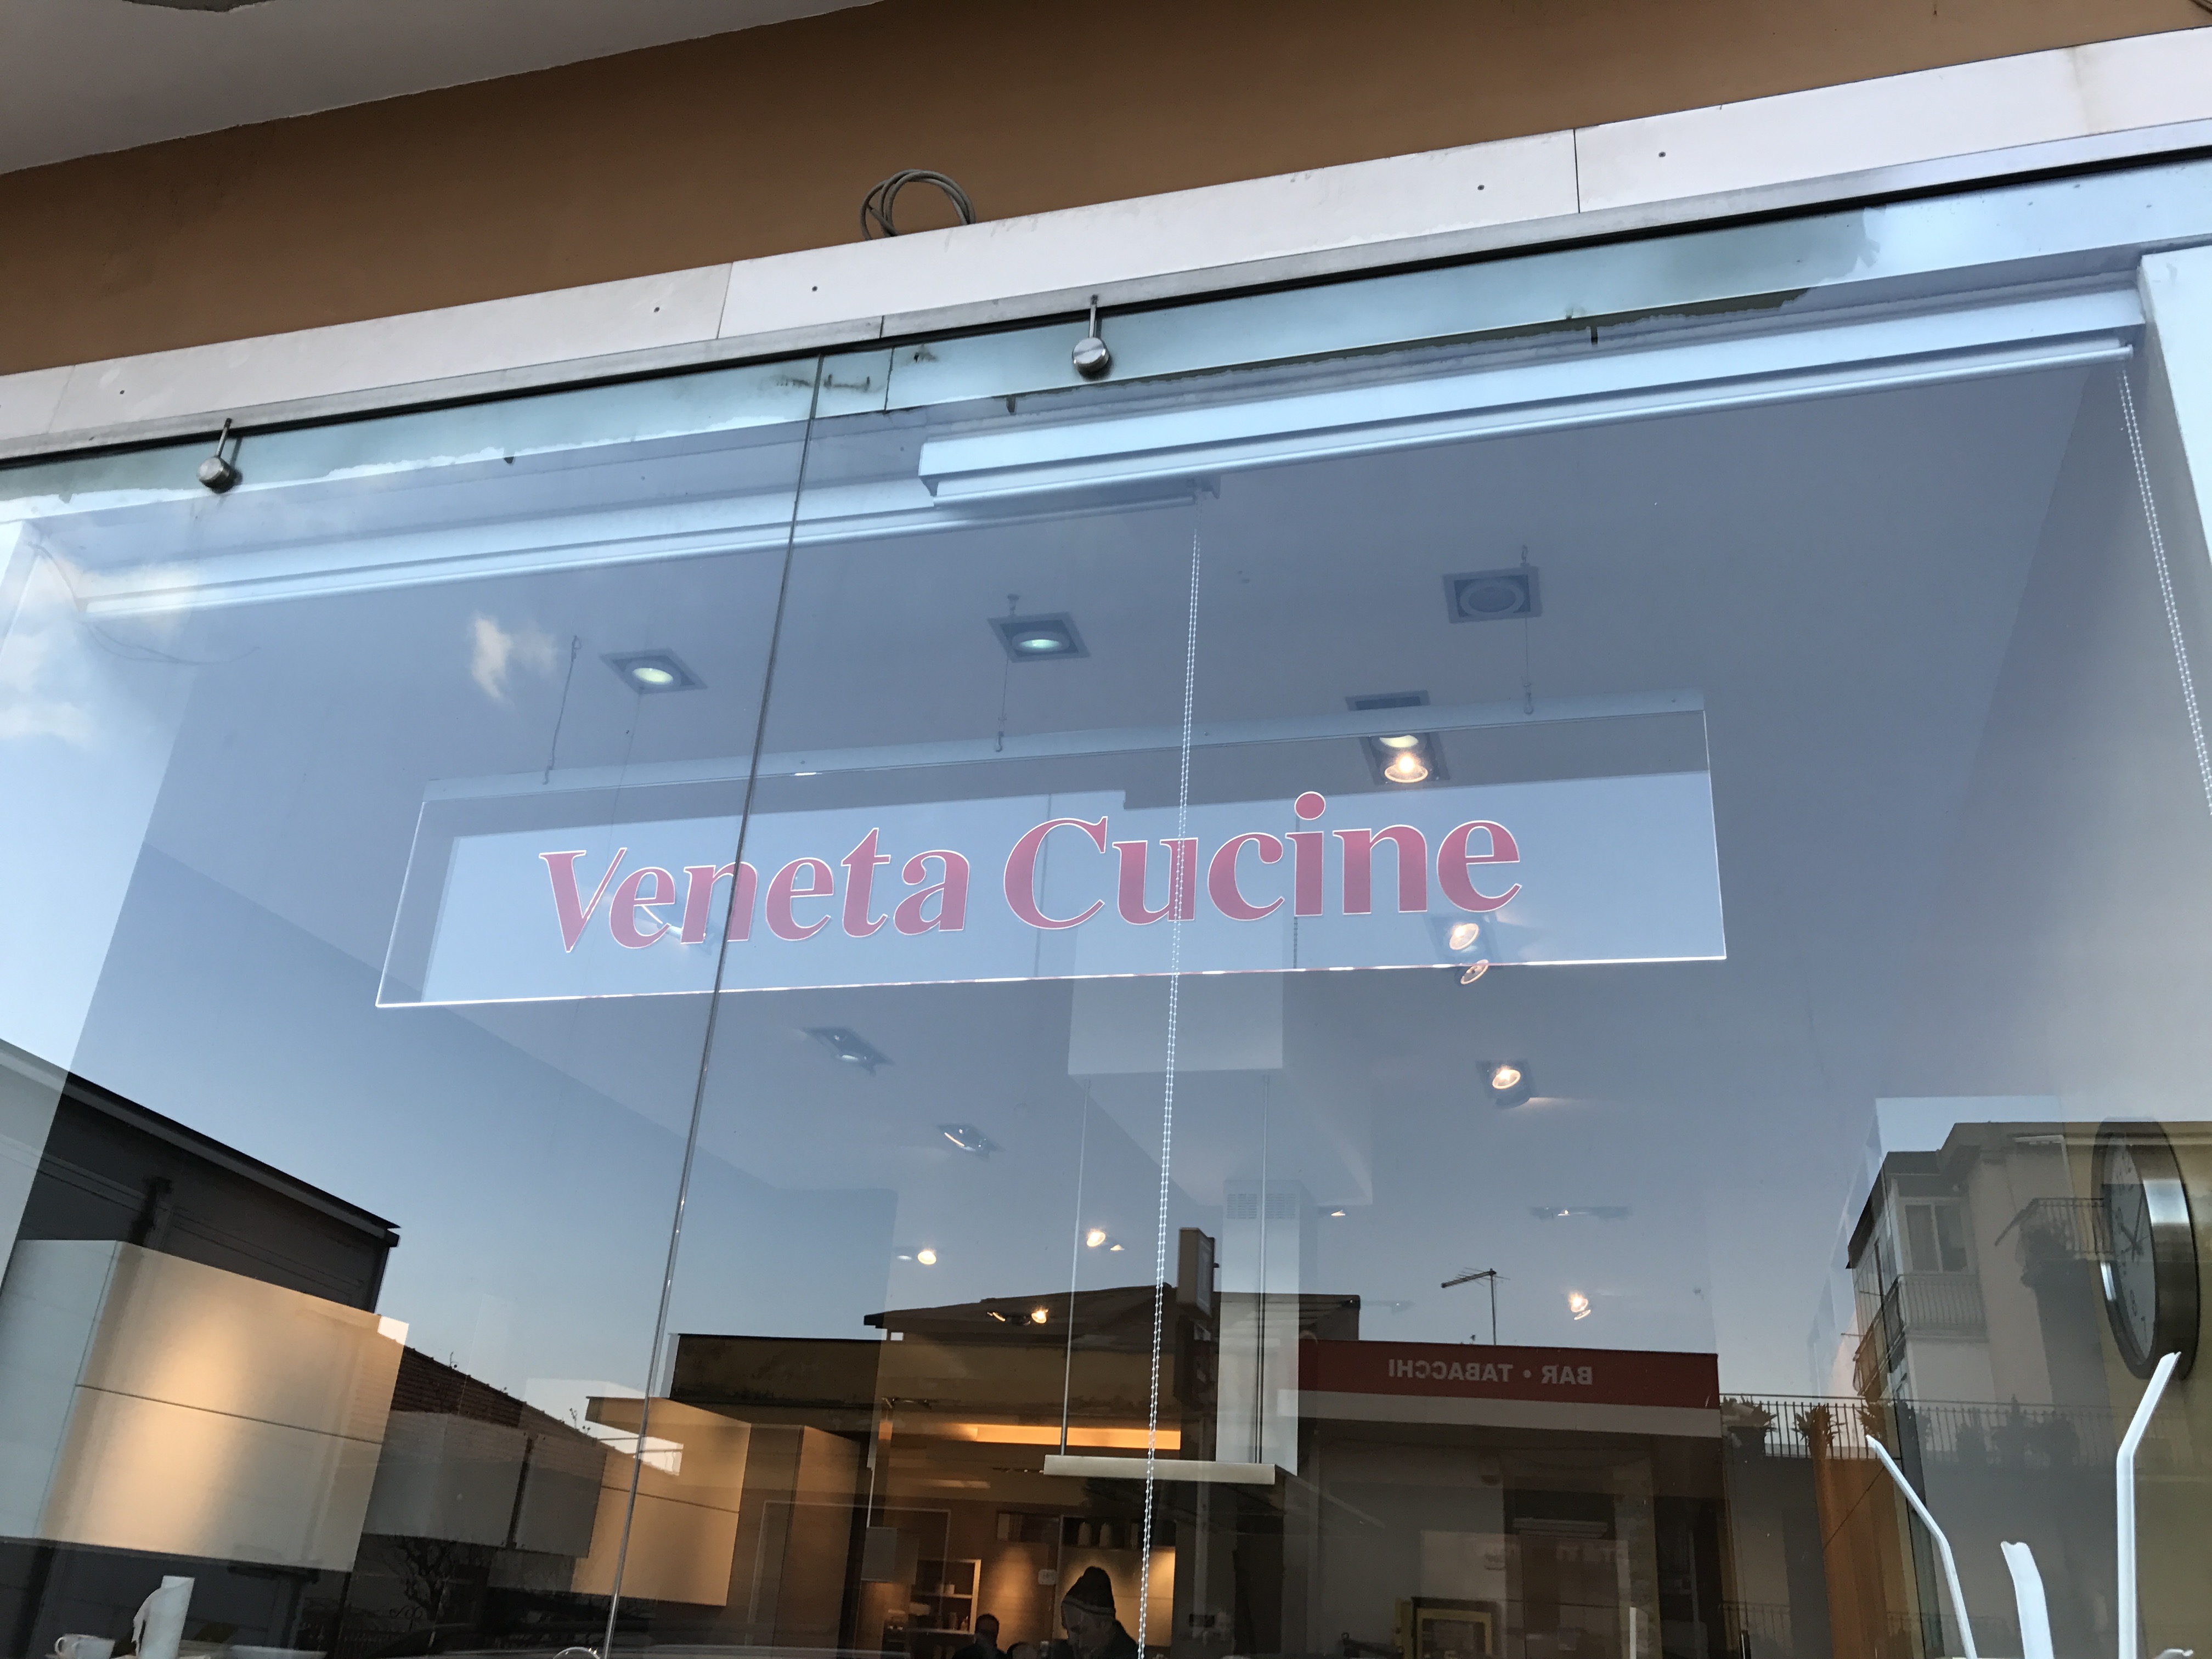 Veneta Cucine
BAR • TABACCHI